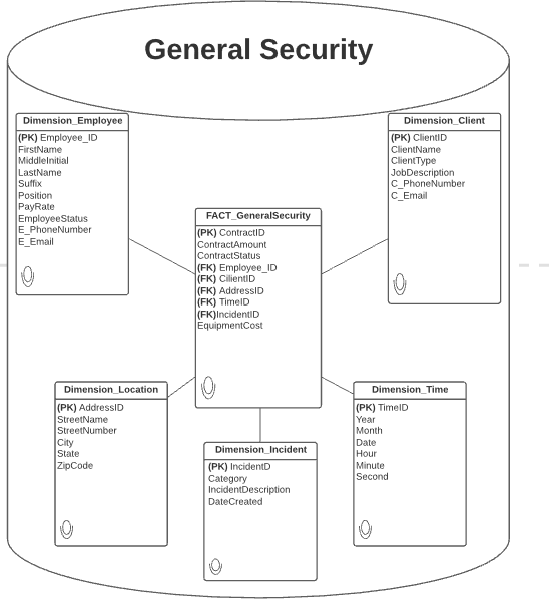 General Security
Dimension_Employee
(PK) Employee_ID
FirstName
MiddleInitial
LastName
Suffix
Position
PayRate
EmployeeStatus
E_PhoneNumber
E_Email
Dimension_Client
(PK) ClientID
ClientName
ClientType
JobDescription
C_PhoneNumber
C_Email
FACT_GeneralSecurity
(PK) ContractID
ContractAmount
ContractStatus
(FK) Employee_ID
(FK) CilientID
(FK) AddressID
(FK) TimeID
(FK)IncidentID
EquipmentCost
Dimension_Location
(PK) AddressID
StreetName
StreetNumber
City
State
ZipCode
Dimension_Incident
(PK) IncidentD
Category
IncidentDescription
DateCreated
Dimension_Time
(PK) TimeID
Year
Month
Date
Hour
Minute
Second